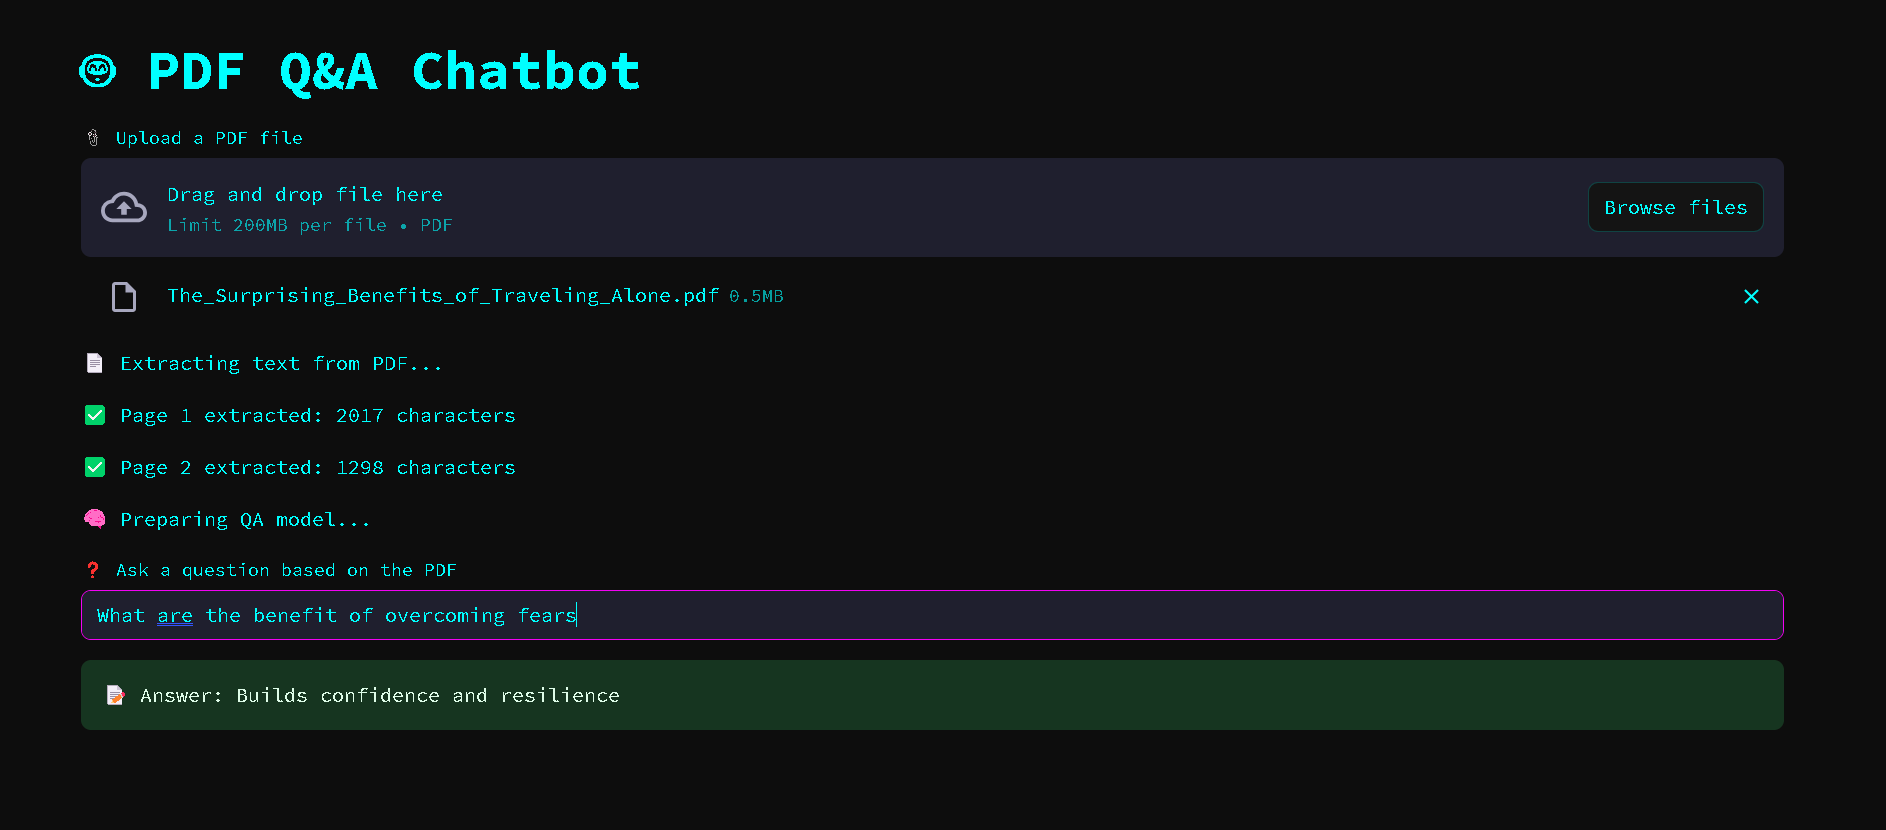 PDF Q&A Chatbot
Upload a PDF file
Drag and drop file here
Limit 200MB per file • PDF
Browse files
The_Surprising_Benefits_of_Traveling_Alone.pdf 0.5MB
Extracting text from PDF...
Page 1 extracted: 2017 characters
Page 2 extracted: 1298 characters
Preparing QA model...
Ask a question based on the PDF
What are the benefit of overcoming fears
Answer: Builds confidence and resilience